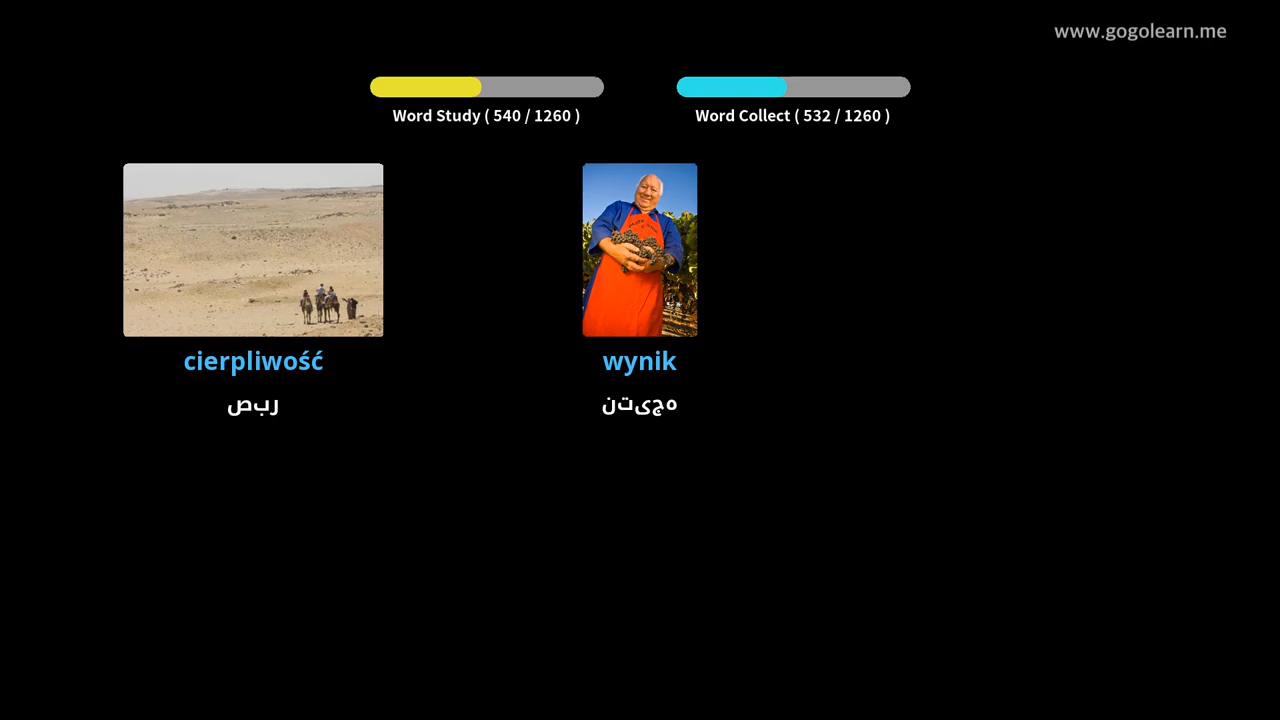 www.gogolearn.me
Word Study ( 540 / 1260 )
Word Collect ( 532 / 1260 )
cierpliwość
صبر
wynik
نتیجه